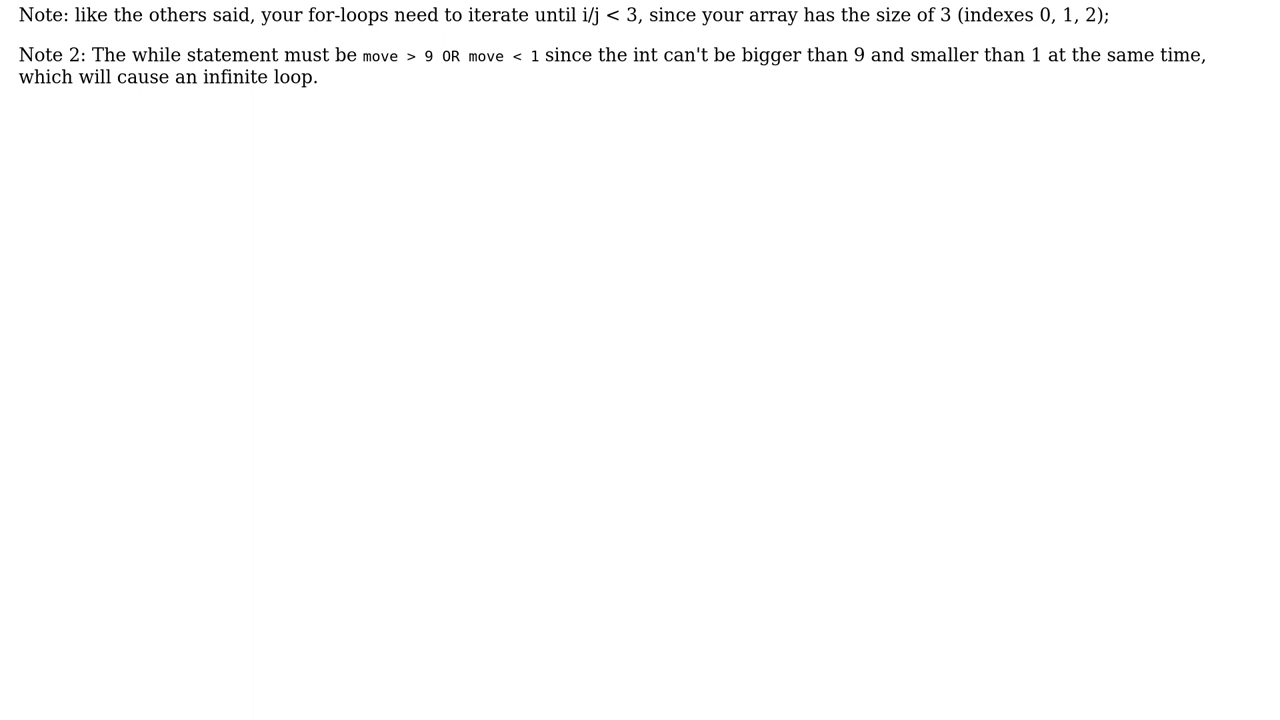 Note: like the others said, your for-loops need to iterate until i/j < 3, since your array has the size of 3 (indexes 0, 1, 2);
Note 2: The while statement must be move > 9 OR move < 1 since the int can't be bigger than 9 and smaller than 1 at the same time,
which will cause an infinite loop.